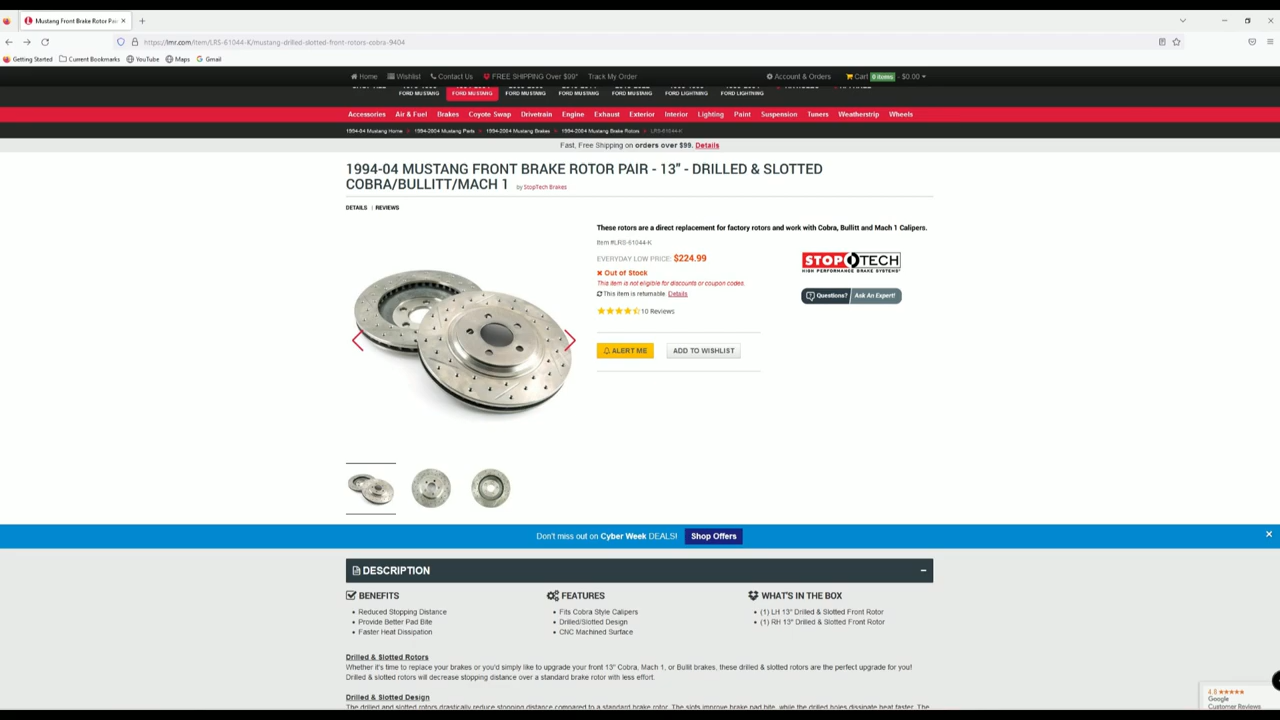 Mustang Front Brake Rotor Pai
https://lmr.com/item/LRS-61044-K/mustang-drilled-slotted-front-rotors-cobra-9404
Getting Started Current Bookmarks YouTube Maps Gmail
Home Wishlist Contact Us FREE SHIPPING Over $99* Track My Order Account & Orders Cart 0 items - $0.00
FORD MUSTANG FORD MUSTANG FORD MUSTANG FORD MUSTANG FORD MUSTANG FORD LIGHTNING FORD LIGHTNING
Accessories Air & Fuel Brakes Coyote Swap Drivetrain Engine Exhaust Exterior Interior Lighting Paint Suspension Tuners Weatherstrip Wheels
1994-04 Mustang Home > 1994-2004 Mustang Parts > 1994-2004 Mustang Brakes > 1994-2004 Mustang Brake Rotors > LRS-61044-K
Fast, Free Shipping on orders over $99. Details
1994-04 MUSTANG FRONT BRAKE ROTOR PAIR - 13" - DRILLED & SLOTTED
COBRA/BULLITT/MACH 1 by StopTech Brakes
DETAILS | REVIEWS
These rotors are a direct replacement for factory rotors and work with Cobra, Bullitt and Mach 1 Calipers.
Item #LRS-61044-K
EVERYDAY LOW PRICE: $224.99
Out of Stock
This item is not eligible for discounts or coupon codes.
This item is returnable. Details
10 Reviews
ALERT ME ADD TO WISHLIST
STOPTECH
HIGH PERFORMANCE BRAKE SYSTEMS
Questions? Ask An Expert!
Don't miss out on Cyber Week DEALS! Shop Offers
DESCRIPTION
BENEFITS
• Reduced Stopping Distance
• Provide Better Pad Bite
• Faster Heat Dissipation
FEATURES
• Fits Cobra Style Calipers
• Drilled/Slotted Design
• CNC Machined Surface
WHAT'S IN THE BOX
• (1) LH 13" Drilled & Slotted Front Rotor
• (1) RH 13" Drilled & Slotted Front Rotor
Drilled & Slotted Rotors
Whether it's time to replace your brakes or you'd simply like to upgrade your front 13" Cobra, Mach 1, or Bullit brakes, these drilled & slotted rotors are the perfect upgrade for you!
Drilled & slotted rotors will decrease stopping distance over a standard brake rotor with less effort.
Drilled & Slotted Design
The drilled and slotted rotors drastically reduce stopping distance compared to a standard brake rotor. The slots improve brake pad bite, while the drilled holes dissipate heat faster. The
4.8
Google
Customer Reviews